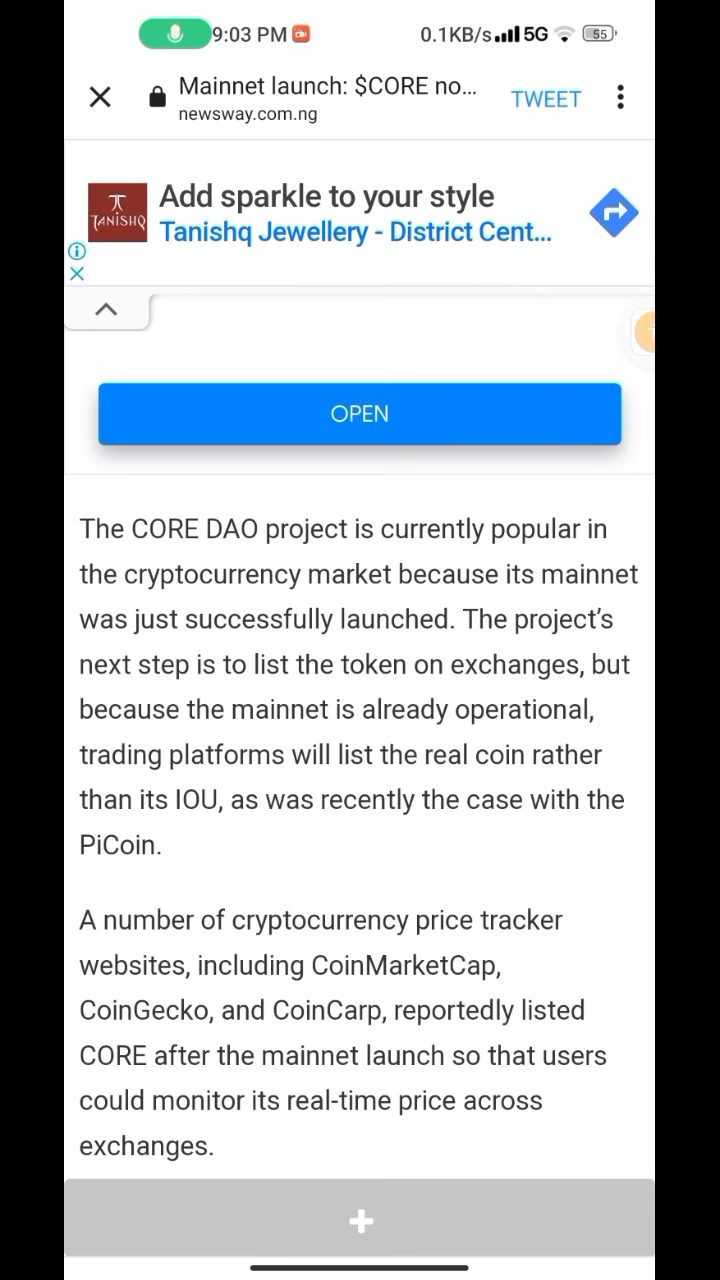 9:03 PM
0.1KB/s 5G 55
Mainnet launch: $CORE no...
newsway.com.ng
TWEET
TANISHQ
Add sparkle to your style
Tanishq Jewellery - District Cent...
OPEN
The CORE DAO project is currently popular in
the cryptocurrency market because its mainnet
was just successfully launched. The project’s
next step is to list the token on exchanges, but
because the mainnet is already operational,
trading platforms will list the real coin rather
than its IOU, as was recently the case with the
PiCoin.
A number of cryptocurrency price tracker
websites, including CoinMarketCap,
CoinGecko, and CoinCarp, reportedly listed
CORE after the mainnet launch so that users
could monitor its real-time price across
exchanges.